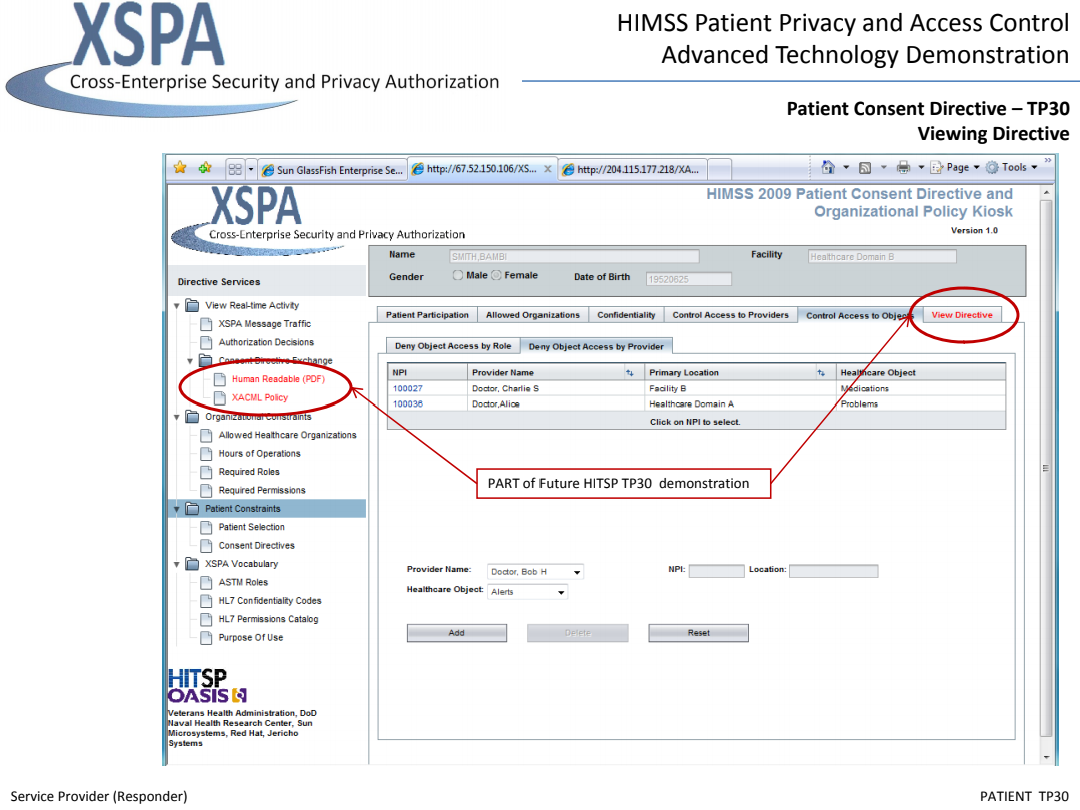 XSPA
Cross-Enterprise Security and Privacy Authorization
HIMSS Patient Privacy and Access Control
Advanced Technology Demonstration
Patient Consent Directive – TP30
Viewing Directive
Sun GlassFish Enterprise Se...
http://67.52.150.106/XS...
http://204.115.177.218/XA...
Page
Tools
XSPA
Cross-Enterprise Security and Privacy Authorization
HIMSS 2009 Patient Consent Directive and
Organizational Policy Kiosk
Version 1.0
Name SMITH,BAMBI Facility Healthcare Domain B
Gender Male Female Date of Birth 19520625
Directive Services
View Real-time Activity
XSPA Message Traffic
Authorization Decisions
Consent Directive Exchange
Human Readable (PDF)
XACML Policy
Organizational Constraints
Allowed Healthcare Organizations
Hours of Operations
Required Roles
Required Permissions
Patient Constraints
Patient Selection
Consent Directives
XSPA Vocabulary
ASTM Roles
HL7 Confidentiality Codes
HL7 Permissions Catalog
Purpose Of Use
HITSP
OASIS
Veterans Health Administration, DoD
Naval Health Research Center, Sun
Microsystems, Red Hat, Jericho
Systems
Patient Participation Allowed Organizations Confidentiality Control Access to Providers Control Access to Objects View Directive
Deny Object Access by Role Deny Object Access by Provider
NPI Provider Name Primary Location Healthcare Object
100027 Doctor, Charlie S Facility B Medications
100036 Doctor,Alice Healthcare Domain A Problems
Click on NPI to select.
PART of Future HITSP TP30 demonstration
Provider Name: Doctor, Bob H NPI: Location:
Healthcare Object: Alerts
Add Delete Reset
Service Provider (Responder)
PATIENT TP30